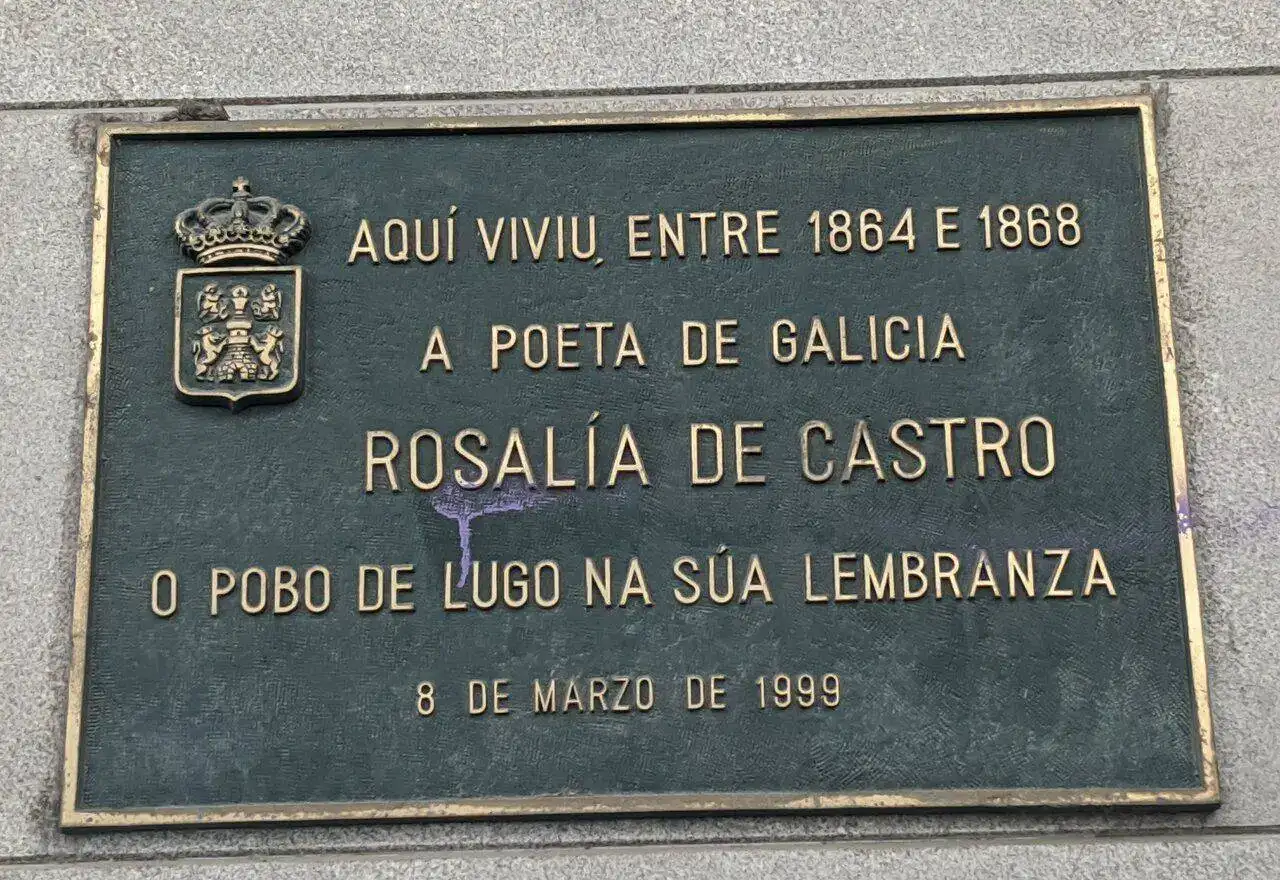 AQUÍ VIVIU, ENTRE 1864 E 1868
A POETA DE GALICIA
ROSALÍA DE CASTRO
O POBO DE LUGO NA SÚA LEMBRANZA
8 DE MARZO DE 1999